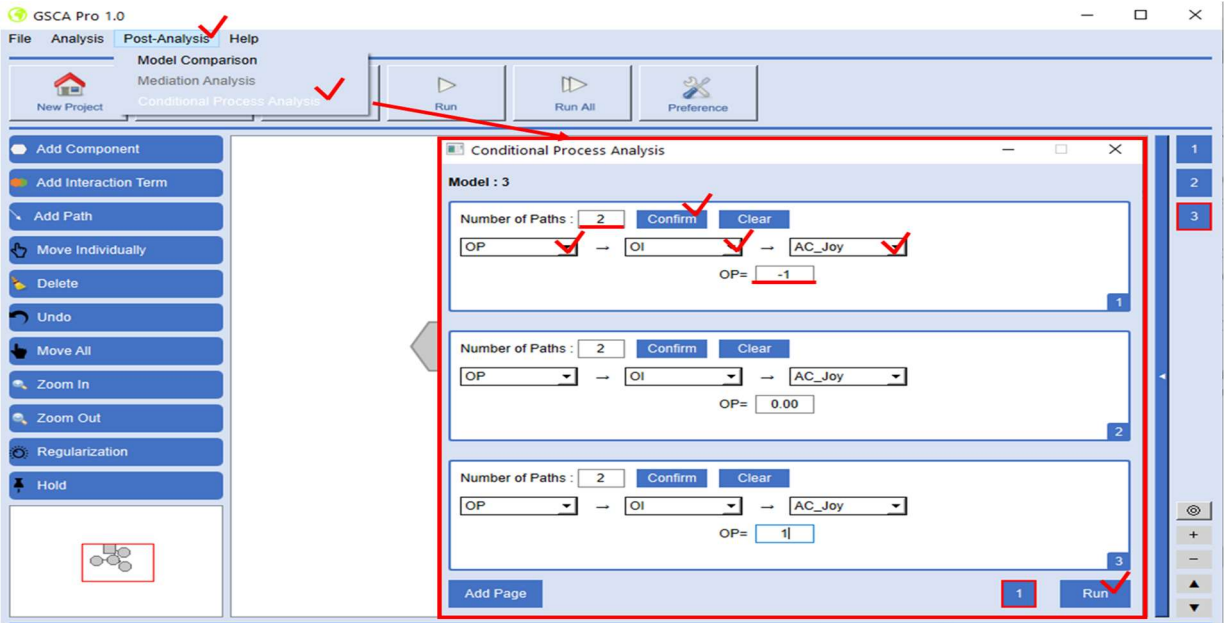 GSCA Pro 1.0
File Analysis Post-Analysis Help
Model Comparison
Mediation Analysis
Conditional Process Analysis
New Project Run Run All Preference
Add Component
Add Interaction Term
Add Path
Move Individually
Delete
Undo
Move All
Zoom In
Zoom Out
Regularization
Hold
Conditional Process Analysis
Model : 3
Number of Paths : 2 Confirm Clear
OP → OI → AC_Joy
OP= -1
1
Number of Paths : 2 Confirm Clear
OP → OI → AC_Joy
OP= 0.00
2
Number of Paths : 2 Confirm Clear
OP → OI → AC_Joy
OP= 1
3
Add Page 1 Run
1
2
3